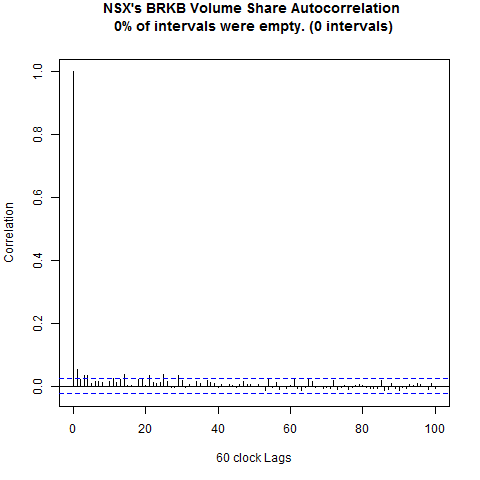 NSX's BRKB Volume Share Autocorrelation
0% of intervals were empty. (0 intervals)
1.0
0.8
0.6
0.4
0.2
0.0
Correlation
0 20 40 60 80 100
60 clock Lags